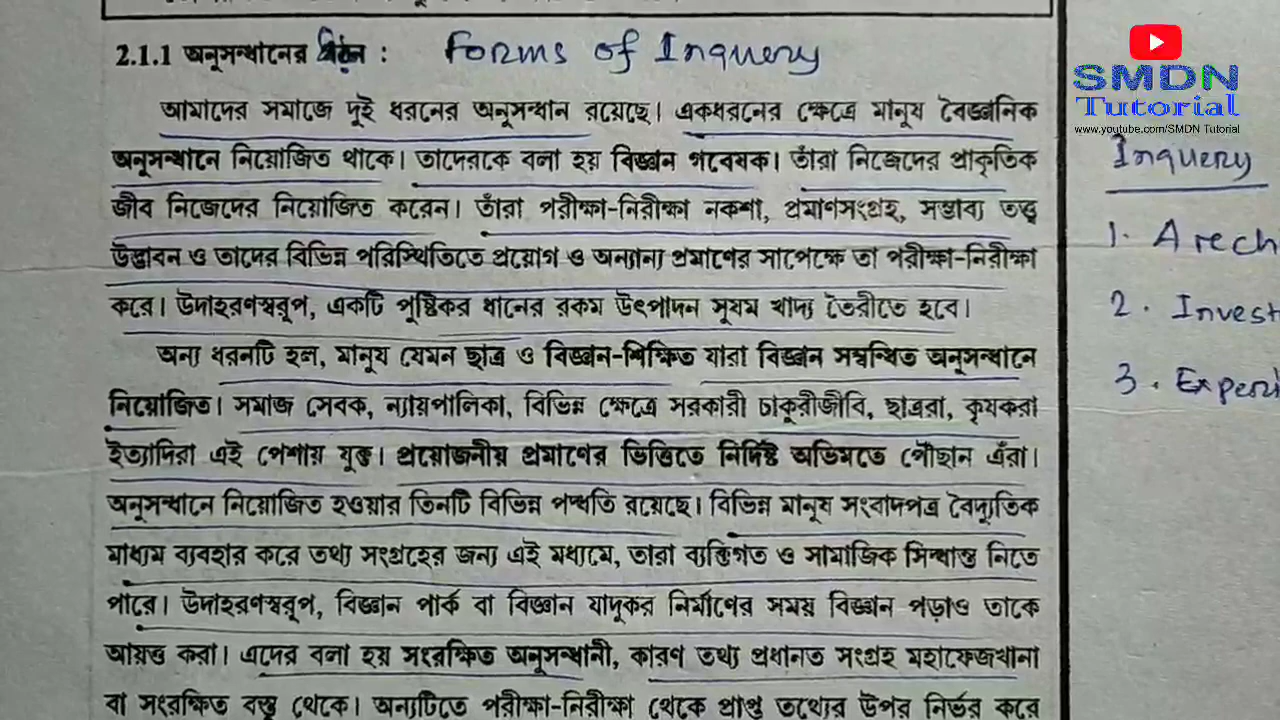 2.1.1 অনুসন্ধানের গঠন : Forms of Inquery
আমাদের সমাজে দুই ধরনের অনুসন্ধান রয়েছে। একধরনের ক্ষেত্রে মানুষ বৈজ্ঞানিক
অনুসন্ধানে নিয়োজিত থাকে। তাদেরকে বলা হয় বিজ্ঞান গবেষক। তাঁরা নিজেদের প্রাকৃতিক
জীব নিজেদের নিয়োজিত করেন। তাঁরা পরীক্ষা-নিরীক্ষা নকশা, প্রমাণসংগ্রহ, সম্ভাব্য তত্ত্ব
উদ্ভাবন ও তাদের বিভিন্ন পরিস্থিতিতে প্রয়োগ ও অন্যান্য প্রমাণের সাপেক্ষে তা পরীক্ষা-নিরীক্ষা
করে। উদাহরণস্বরূপ, একটি পুষ্টিকর ধানের রকম উৎপাদন সুষম খাদ্য তৈরীতে হবে।
অন্য ধরনটি হল, মানুষ যেমন ছাত্র ও বিজ্ঞান-শিক্ষিত যারা বিজ্ঞান সম্বন্ধিত অনুসন্ধানে
নিয়োজিত। সমাজ সেবক, ন্যায়পালিকা, বিভিন্ন ক্ষেত্রে সরকারী চাকুরীজীবি, ছাত্ররা, কৃষকরা
ইত্যাদিরা এই পেশায় যুক্ত। প্রয়োজনীয় প্রমাণের ভিত্তিতে নির্দিষ্ট অভিমতে পৌছান এঁরা।
অনুসন্ধানে নিয়োজিত হওয়ার তিনটি বিভিন্ন পদ্ধতি রয়েছে। বিভিন্ন মানুষ সংবাদপত্র বৈদ্যুতিক
মাধ্যম ব্যবহার করে তথ্য সংগ্রহের জন্য এই মধ্যমে, তারা ব্যক্তিগত ও সামাজিক সিদ্ধান্ত নিতে
পারে। উদাহরণস্বরূপ, বিজ্ঞান পার্ক বা বিজ্ঞান যাদুকর নির্মাণের সময় বিজ্ঞান পড়াও তাকে
আয়ত্ত করা। এদের বলা হয় সংরক্ষিত অনুসন্ধানী, কারণ তথ্য প্রধানত সংগ্রহ মহাফেজখানা
বা সংরক্ষিত বস্তু থেকে। অন্যটিতে পরীক্ষা-নিরীক্ষা থেকে প্রাপ্ত তথ্যের উপর নির্ভর করে
SMDN
Tutorial
www.youtube.com/SMDN Tutorial
Inquery
1. Arech
2. Invest
3. Experi